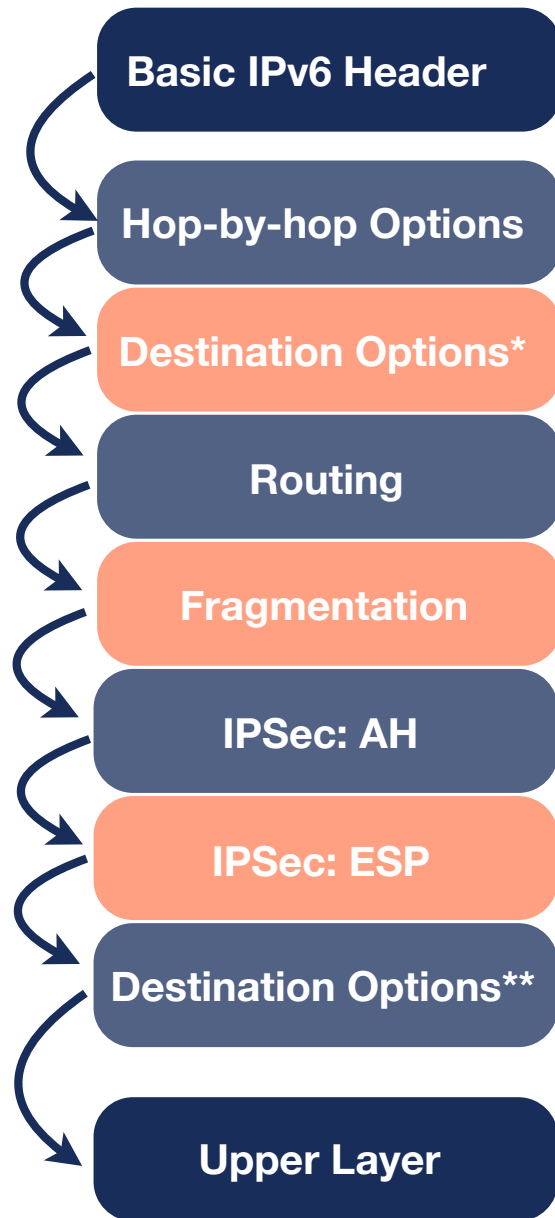 Basic IPv6 Header
Hop-by-hop Options
Destination Options*
Routing
Fragmentation
IPSec: AH
IPSec: ESP
Destination Options**
Upper Layer